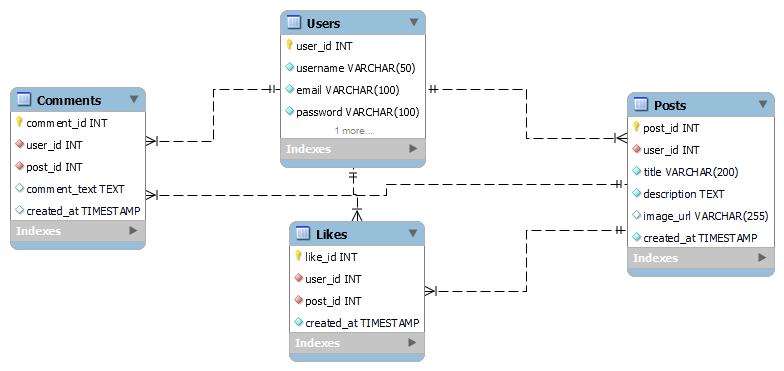 Users
user_id INT
username VARCHAR(50)
email VARCHAR(100)
password VARCHAR(100)
1 more...
Indexes
Comments
comment_id INT
user_id INT
post_id INT
comment_text TEXT
created_at TIMESTAMP
Indexes
Posts
post_id INT
user_id INT
title VARCHAR(200)
description TEXT
image_url VARCHAR(255)
created_at TIMESTAMP
Indexes
Likes
like_id INT
user_id INT
post_id INT
created_at TIMESTAMP
Indexes